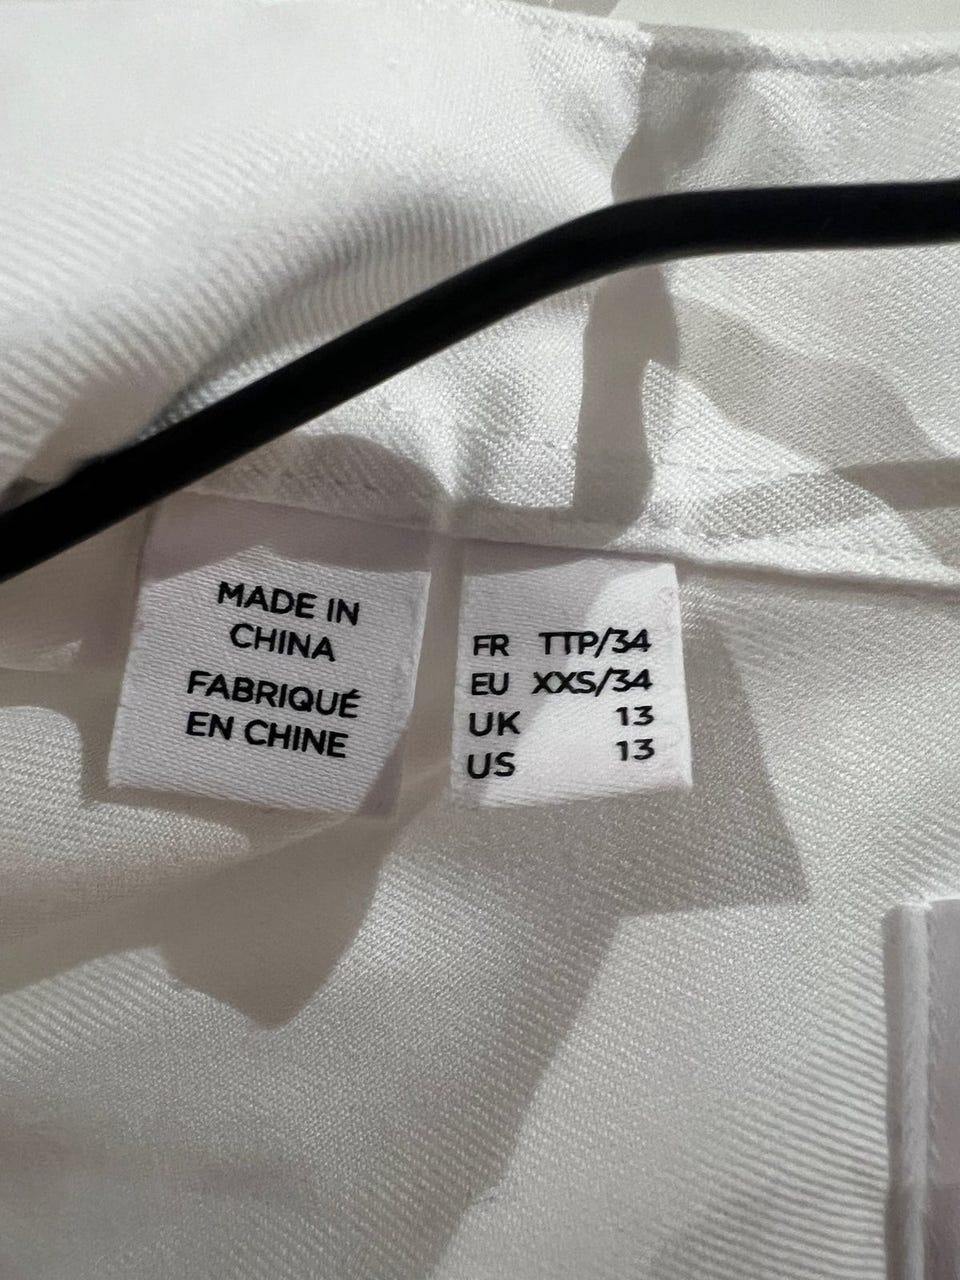 MADE IN
CHINA
FABRIQUÉ
EN CHINE
FR TTP/34
EU XXS/34
UK 13
US 13